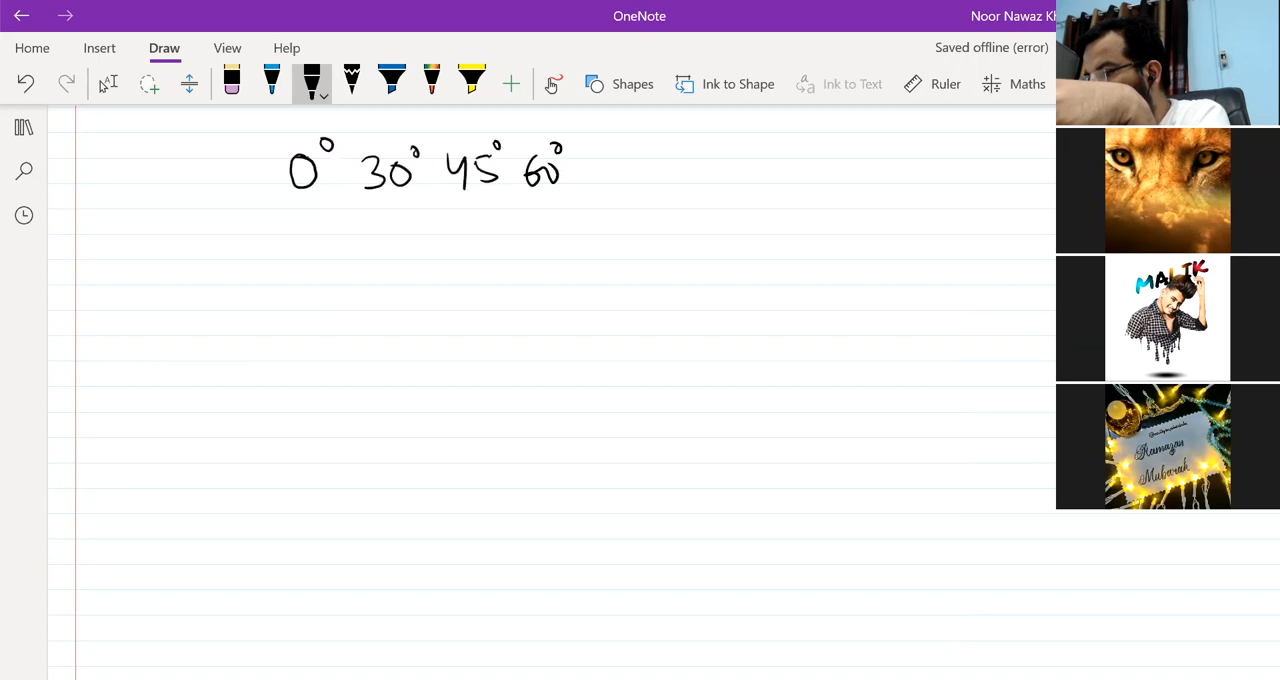 OneNote
Noor Nawaz
Home Insert Draw View Help
Saved offline (error)
Shapes Ink to Shape Ink to Text Ruler Maths
0° 30° 45° 60°
MALIK
Ramazan
Mubarak